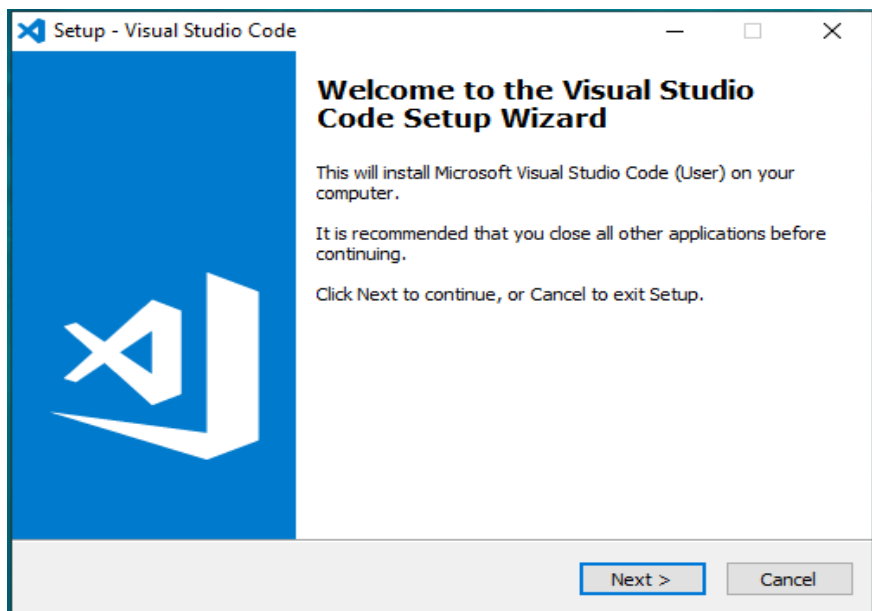 Setup - Visual Studio Code
Welcome to the Visual Studio
Code Setup Wizard
This will install Microsoft Visual Studio Code (User) on your
computer.
It is recommended that you close all other applications before
continuing.
Click Next to continue, or Cancel to exit Setup.
Next >
Cancel